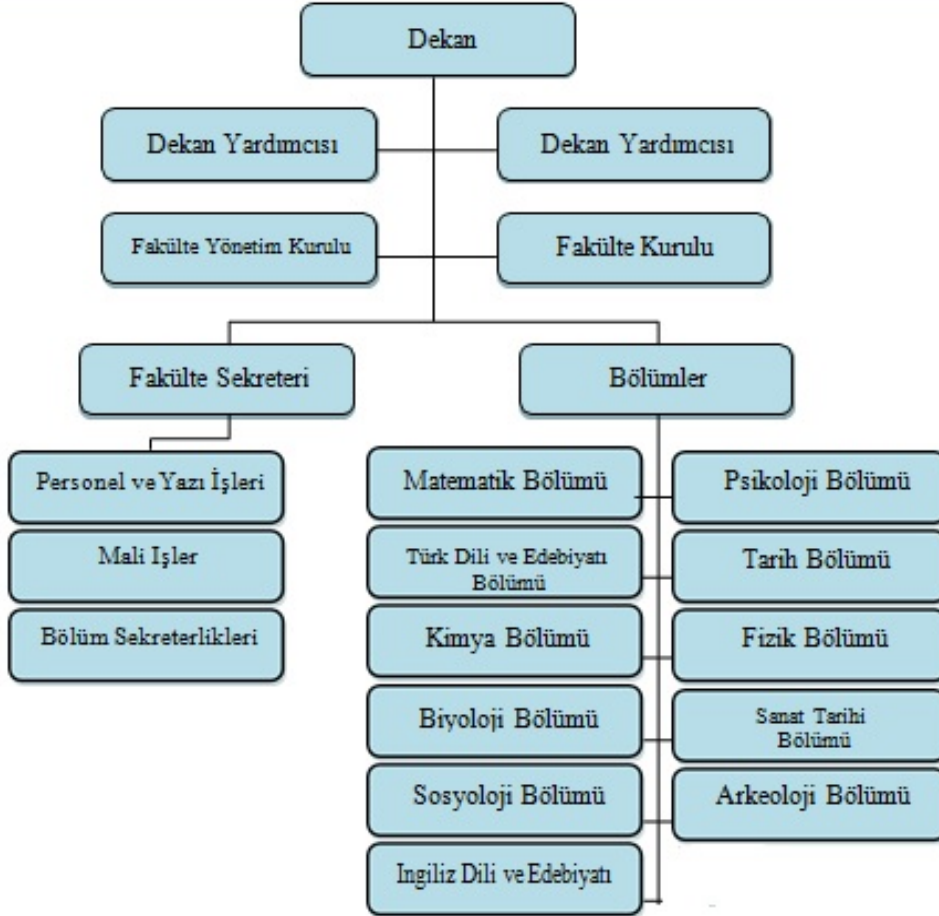 Dekan
Dekan Yardımcısı
Dekan Yardımcısı
Fakülte Yönetim Kurulu
Fakülte Kurulu
Fakülte Sekreteri
Bölümler
Personel ve Yazı İşleri
Mali Işler
Bölüm Sekreterlikleri
Matematik Bölümü
Psikoloji Bölümü
Türk Dili ve Edebiyatı
Bölümü
Tarih Bölümü
Kimya Bölümü
Fizik Bölümü
Biyoloji Bölümü
Sanat Tarihi
Bölümü
Sosyoloji Bölümü
Arkeoloji Bölümü
Ingiliz Dili ve Edebiyatı